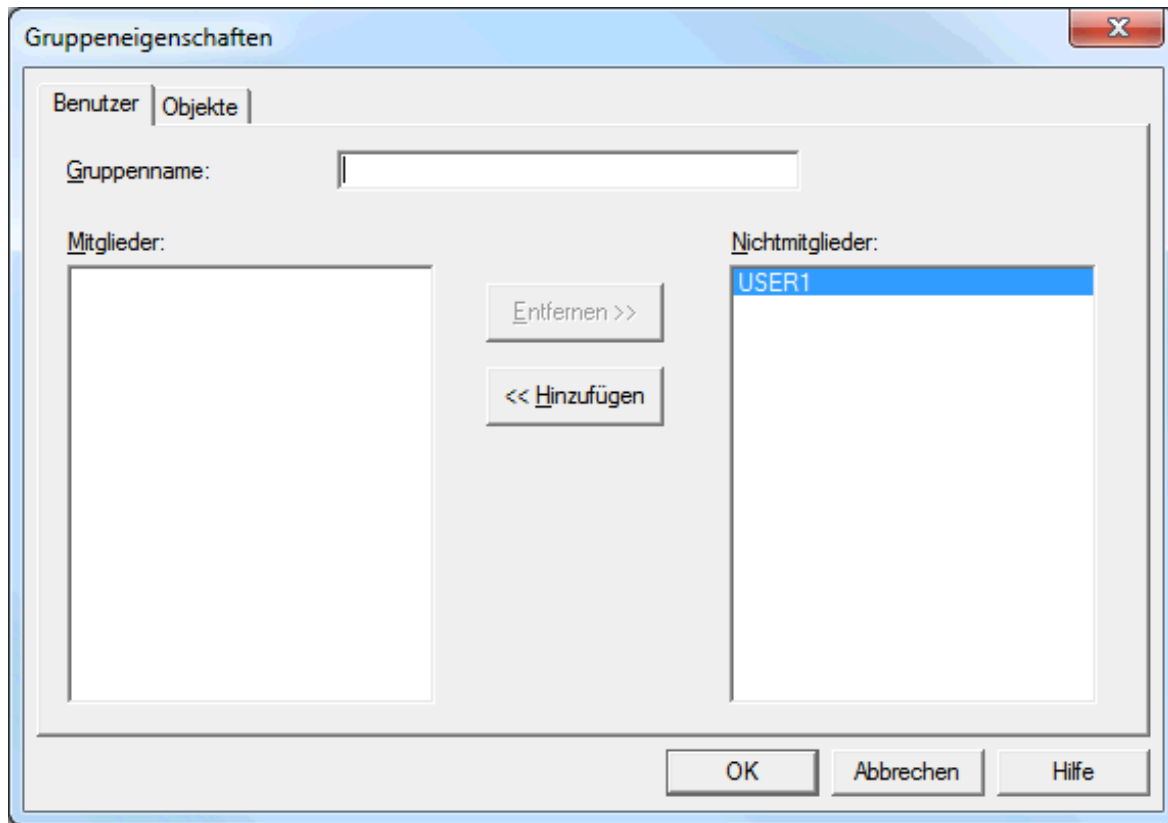 Gruppeneigenschaften
Benutzer Objekte
Gruppenname:
Mitglieder: Nichtmitglieder:
USER1
Entfernen >>
<< Hinzufügen
OK Abbrechen Hilfe